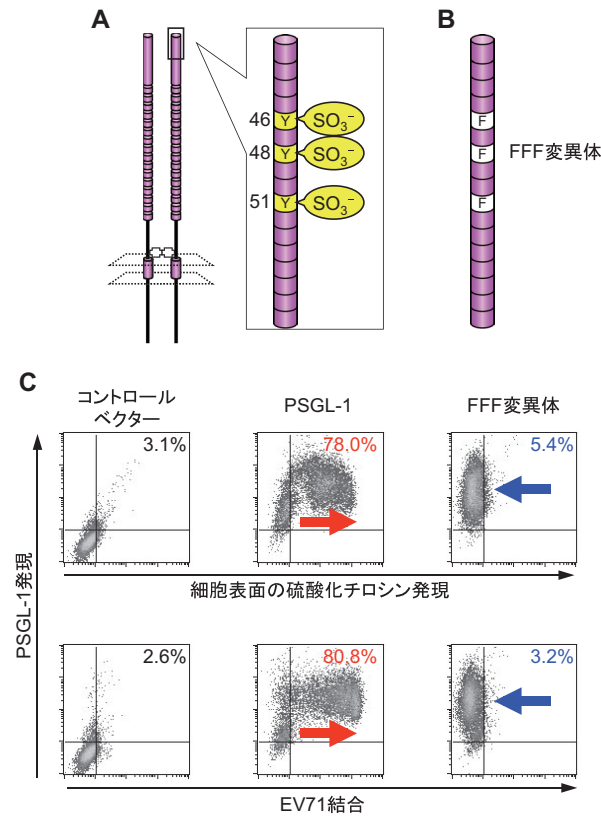 A
B
46
Y
SO3−
48
Y
SO3−
51
Y
SO3−
F
F
F
FFF変異体
C
コントロール
ベクター
PSGL-1
FFF変異体
3.1%
78.0%
5.4%
細胞表面の硫酸化チロシン発現
PSGL-1発現
2.6%
80.8%
3.2%
EV71結合